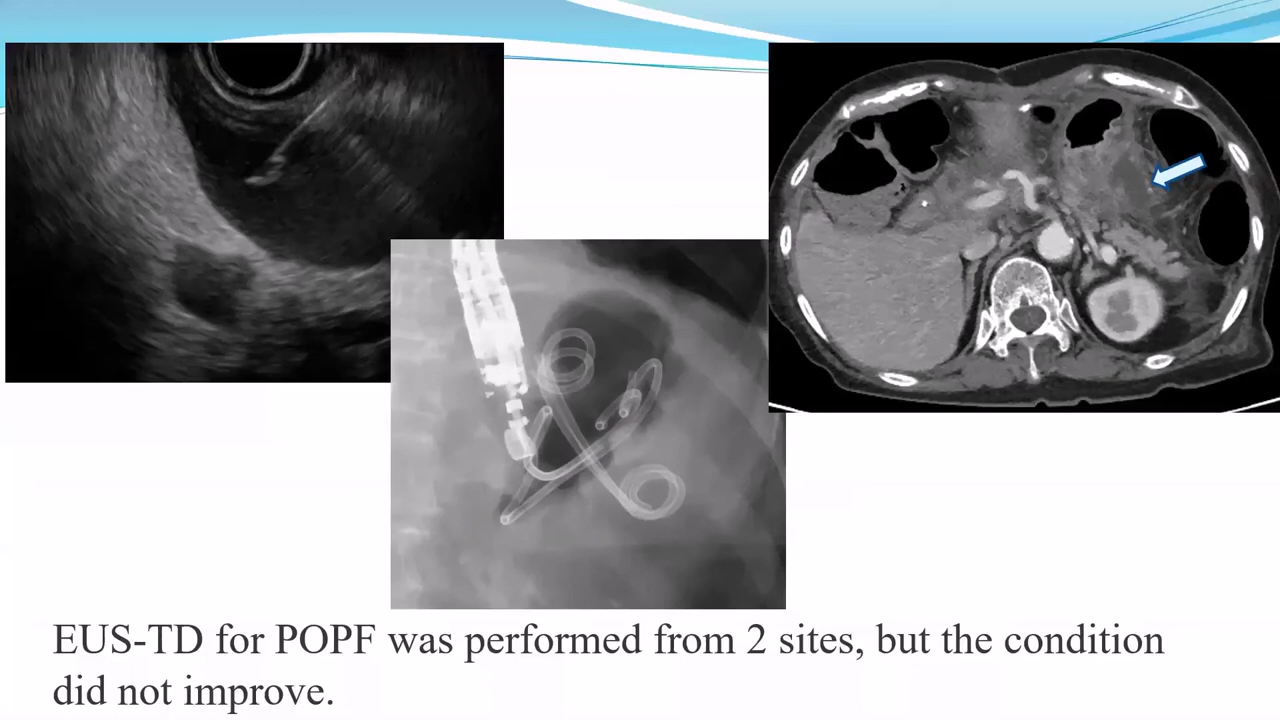 EUS-TD for POPF was performed from 2 sites, but the condition
did not improve.